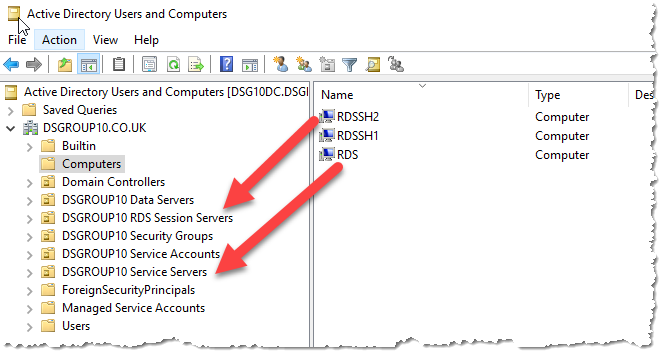 Active Directory Users and Computers
File Action View Help
Active Directory Users and Computers [DSG10DC.DSGI
Name Type Des
Saved Queries
DSGROUP10.CO.UK
Builtin
Computers
Domain Controllers
DSGROUP10 Data Servers
DSGROUP10 RDS Session Servers
DSGROUP10 Security Groups
DSGROUP10 Service Accounts
DSGROUP10 Service Servers
ForeignSecurityPrincipals
Managed Service Accounts
Users
RDSSH2 Computer
RDSSH1 Computer
RDS Computer